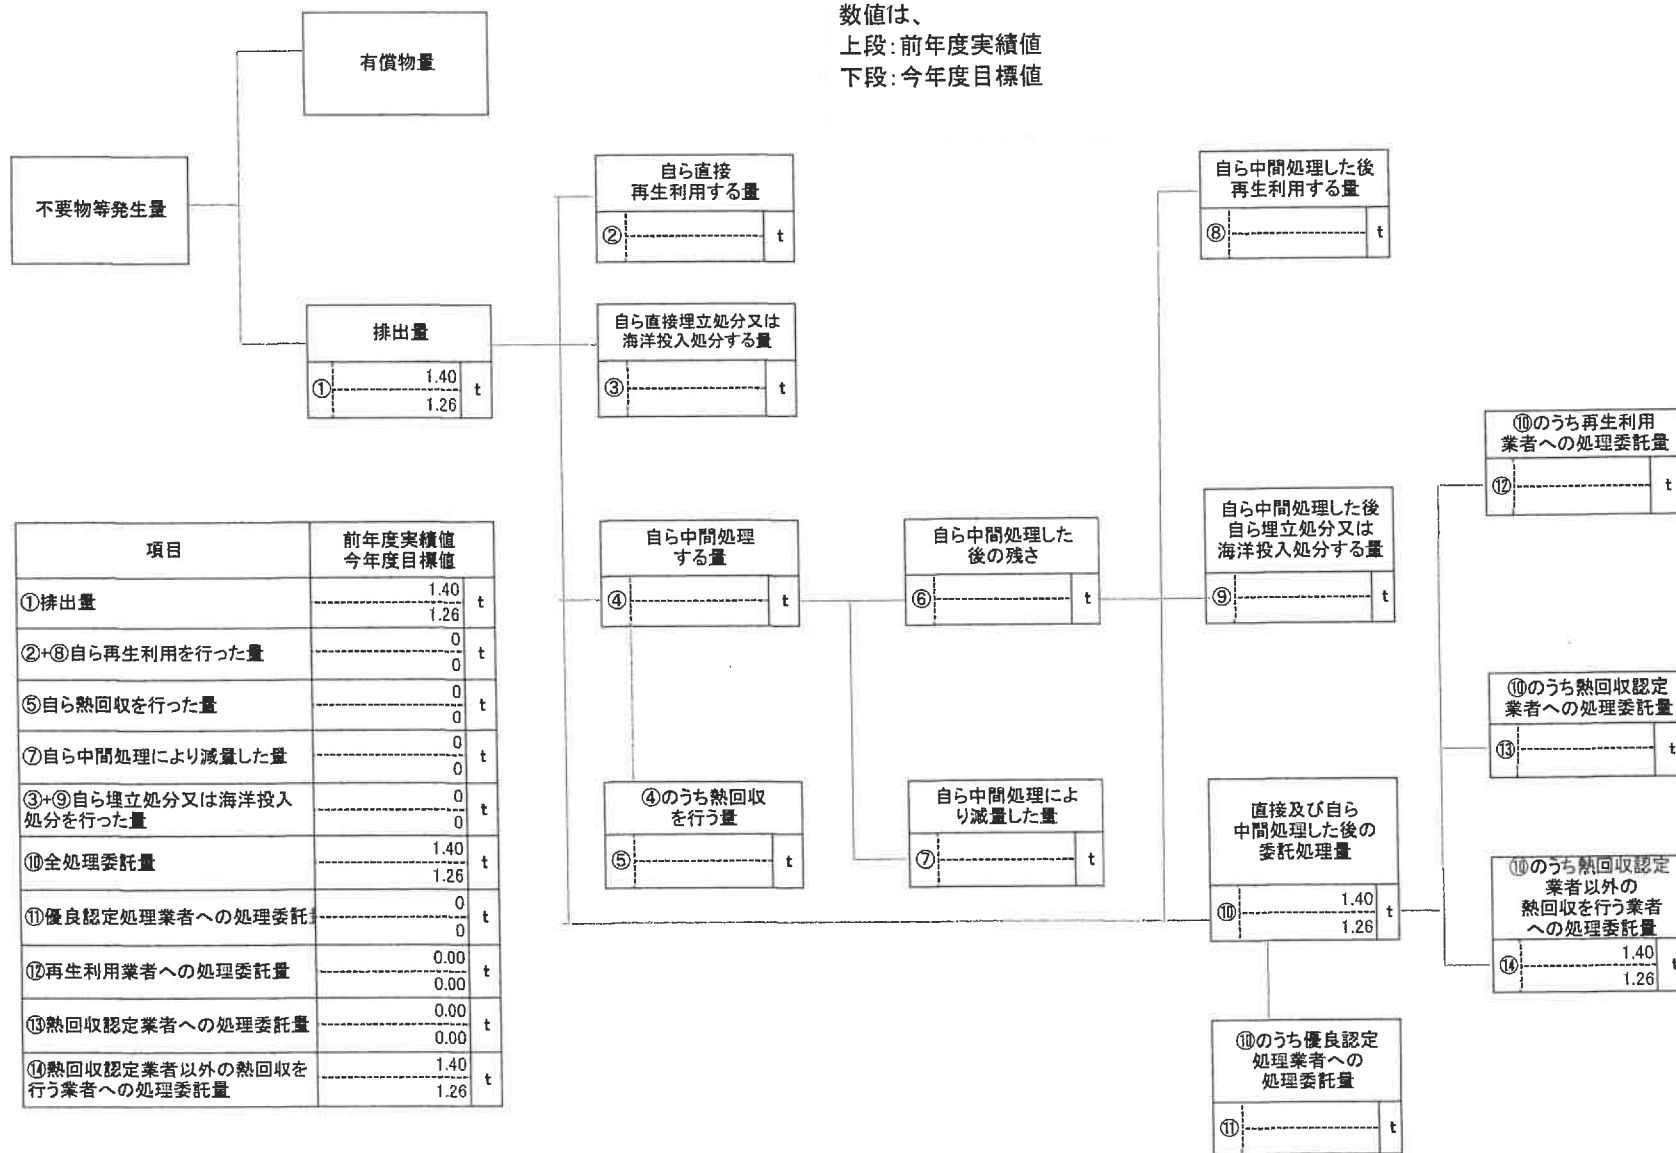 数値は、
上段:前年度実績値
下段:今年度目標値
有償物量
不要物等発生量
排出量
① 1.40 t
1.26
自ら直接
再生利用する量
② t
自ら直接埋立処分又は
海洋投入処分する量
③ t
自ら中間処理
する量
④ t
④のうち熱回収
を行う量
⑤ t
自ら中間処理した
後の残さ
⑥ t
自ら中間処理によ
り減量した量
⑦ t
自ら中間処理した後
再生利用する量
⑧ t
自ら中間処理した後
自ら埋立処分又は
海洋投入処分する量
⑨ t
直接及び自ら
中間処理した後の
委託処理量
⑩ 1.40 t
1.26
⑩のうち優良認定
処理業者への
処理委託量
⑪ t
⑩のうち再生利用
業者への処理委託量
⑫ t
⑩のうち熱回収認定
業者への処理委託量
⑬ t
⑩のうち熱回収認定
業者以外の
熱回収を行う業者
への処理委託量
⑭ 1.40 t
1.26
項目 前年度実績値
今年度目標値
①排出量 1.40 t
1.26
②+⑧自ら再生利用を行った量 0 t
0
⑤自ら熱回収を行った量 0 t
0
⑦自ら中間処理により減量した量 0 t
0
③+⑨自ら埋立処分又は海洋投入 0 t
処分を行った量 0
⑩全処理委託量 1.40 t
1.26
⑪優良認定処理業者への処理委託 0 t
0
⑫再生利用業者への処理委託量 0.00 t
0.00
⑬熱回収認定業者への処理委託量 0.00 t
0.00
⑭熱回収認定業者以外の熱回収を 1.40 t
行う業者への処理委託量 1.26